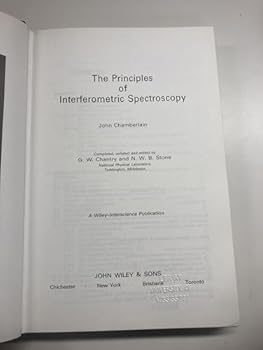 The Principles
of
Interferometric Spectroscopy
John Chamberlain
Completed, collated and edited by
G. W. Chantry and N. W. B. Stone
National Physical Laboratory
Teddington, Middlesex
A Wiley–Interscience Publication
JOHN WILEY & SONS
Chichester New York Brisbane Toronto